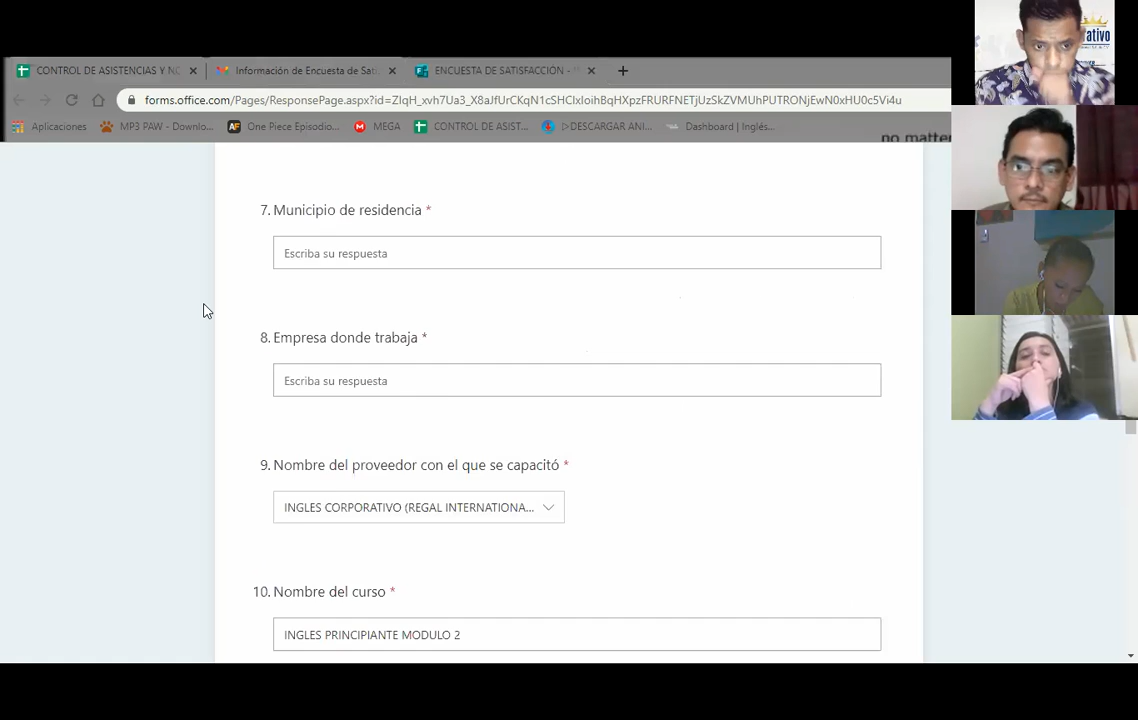 ativo
CONTROL DE ASISTENCIAS Y NC
Información de Encuesta de Sat
ENCUESTA DE SATISFACCIÓN -
forms.office.com/Pages/ResponsePage.aspx?id=ZIqH_xvh7Ua3_X8aJfUrCKqN1cSHCIxIoihBqHXpzFRURFNETjUzSkZVMUhPUTRONjEwN0xHU0c5Vi4u
Aplicaciones
MP3 PAW - Downlo...
One Piece Episodio...
MEGA
CONTROL DE ASIST...
▷DESCARGAR ANI...
Dashboard | Inglés...
no matter
7. Municipio de residencia *
Escriba su respuesta
8. Empresa donde trabaja *
Escriba su respuesta
9. Nombre del proveedor con el que se capacitó *
INGLES CORPORATIVO (REGAL INTERNATIONA...
10. Nombre del curso *
INGLES PRINCIPIANTE MODULO 2